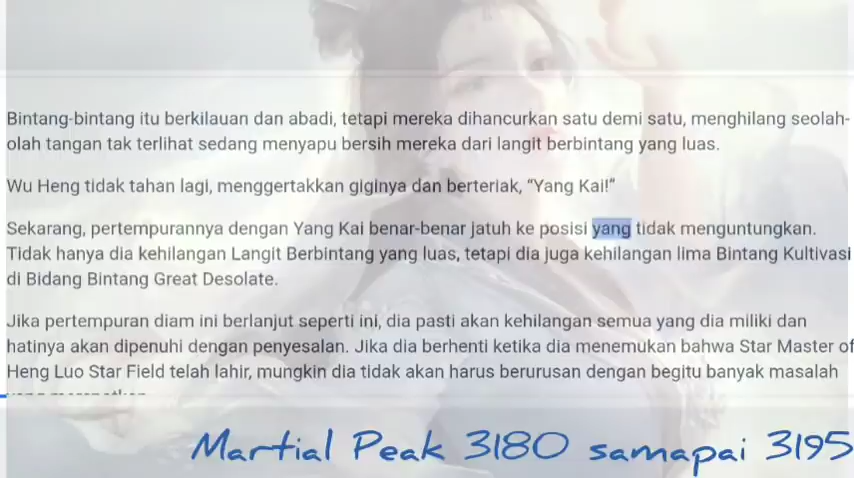 Bintang-bintang itu berkilauan dan abadi, tetapi mereka dihancurkan satu demi satu, menghilang seolah-
olah tangan tak terlihat sedang menyapu bersih mereka dari langit berbintang yang luas.
Wu Heng tidak tahan lagi, menggertakkan giginya dan berteriak, “Yang Kai!”
Sekarang, pertempurannya dengan Yang Kai benar-benar jatuh ke posisi yang tidak menguntungkan.
Tidak hanya dia kehilangan Langit Berbintang yang luas, tetapi dia juga kehilangan lima Bintang Kultivasi
di Bidang Bintang Great Desolate.
Jika pertempuran diam ini berlanjut seperti ini, dia pasti akan kehilangan semua yang dia miliki dan
hatinya akan dipenuhi dengan penyesalan. Jika dia berhenti ketika dia menemukan bahwa Star Master of
Heng Luo Star Field telah lahir, mungkin dia tidak akan harus berurusan dengan begitu banyak masalah
Martial Peak 3180 samapai 3195